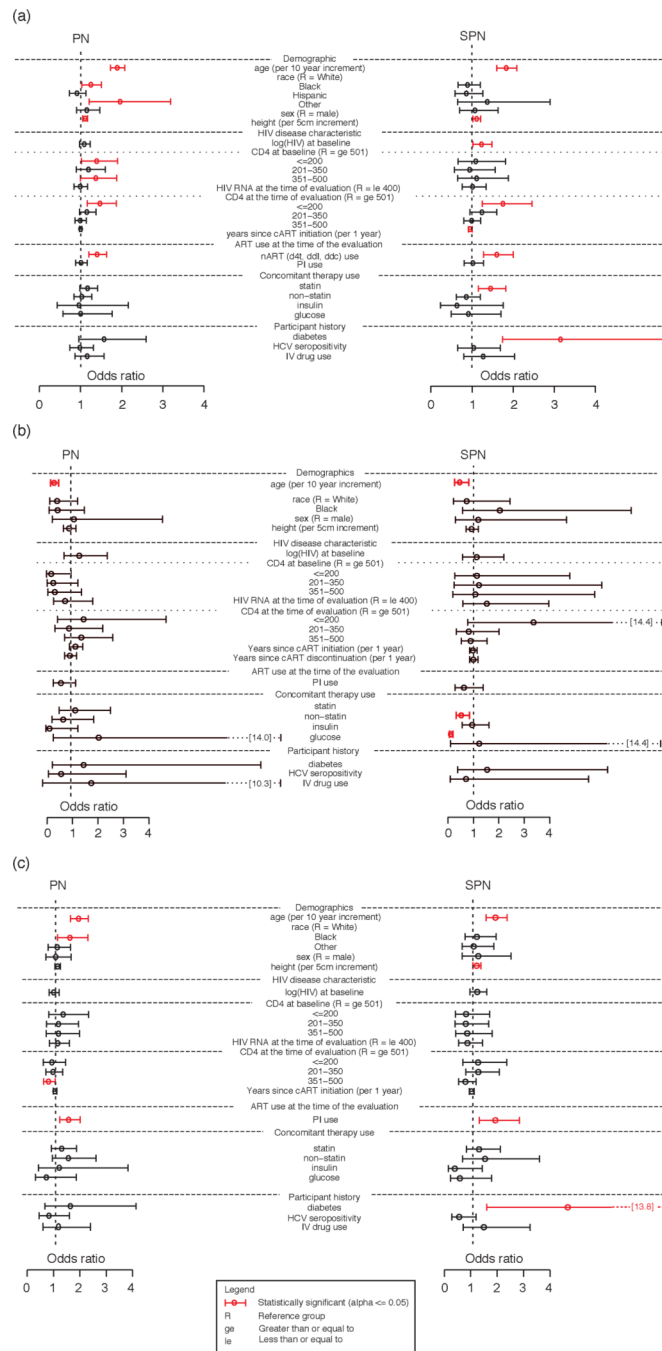 (a)
PN
SPN
Demographic
age (per 10 year increment)
race (R = White)
Black
Hispanic
Other
sex (R = male)
height (per 5cm increment)
HIV disease characteristic
log(HIV) at baseline
CD4 at baseline (R = ge 501)
<=200
201-350
351-500
HIV RNA at the time of evaluation (R = le 400)
CD4 at the time of evaluation (R = ge 501)
<=200
201-350
351-500
years since cART initiation (per 1 year)
ART use at the time of the evaluation
nART (d4t, ddl, ddc) use
PI use
Concomitant therapy use
statin
non-statin
insulin
glucose
Participant history
diabetes
HCV seropositivity
IV drug use
Odds ratio
Odds ratio
0 1 2 3 4
0 1 2 3 4
(b)
PN
SPN
Demographics
age (per 10 year increment)
race (R = White)
Black
sex (R = male)
height (per 5cm increment)
HIV disease characteristic
log(HIV) at baseline
CD4 at baseline (R = ge 501)
<=200
201-350
351-500
HIV RNA at the time of evaluation (R = le 400)
CD4 at the time of evaluation (R = ge 501)
<=200
[14.4]
201-350
351-500
Years since cART initiation (per 1 year)
Years since cART discontinuation (per 1 year)
ART use at the time of the evaluation
PI use
Concomitant therapy use
statin
non-statin
insulin
[14.0] glucose
[14.4]
Participant history
diabetes
HCV seropositivity
[10.3] IV drug use
Odds ratio
Odds ratio
0 1 2 3 4
0 1 2 3 4
(c)
PN
SPN
Demographics
age (per 10 year increment)
race (R = White)
Black
Other
sex (R = male)
height (per 5cm increment)
HIV disease characteristic
log(HIV) at baseline
CD4 at baseline (R = ge 501)
<=200
201-350
351-500
HIV RNA at the time of evaluation (R = le 400)
CD4 at the time of evaluation (R = ge 501)
<=200
201-350
351-500
Years since cART initiation (per 1 year)
ART use at the time of the evaluation
PI use
Concomitant therapy use
statin
non-statin
insulin
glucose
Participant history
diabetes
[13.8]
HCV seropositivity
IV drug use
Odds ratio
Odds ratio
0 1 2 3 4
0 1 2 3 4
Legend
Statistically significant (alpha <= 0.05)
R Reference group
ge Greater than or equal to
le Less than or equal to